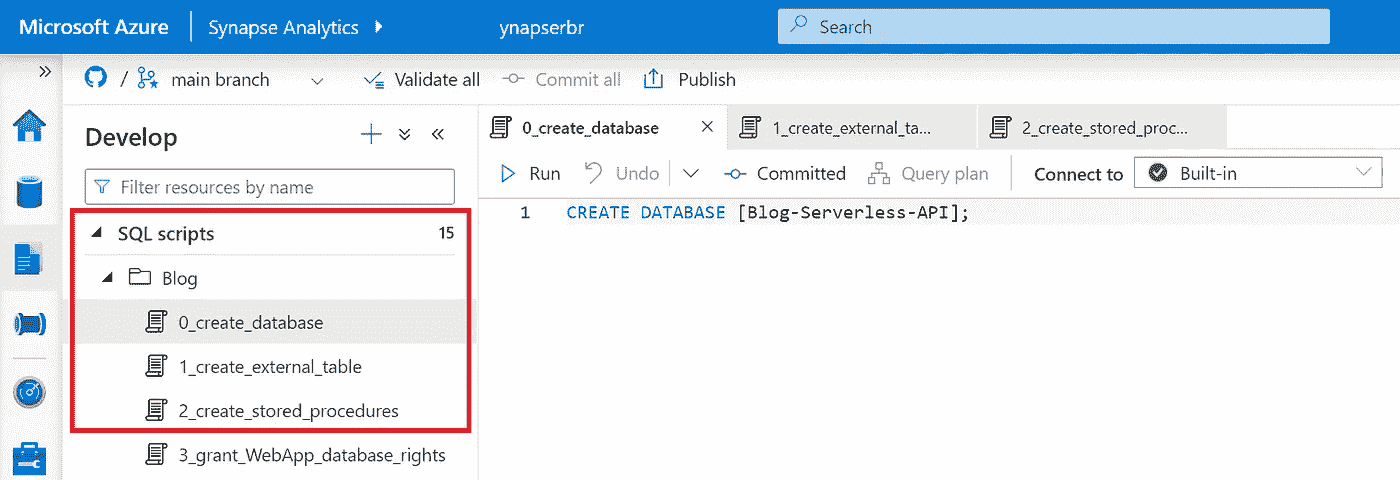 Microsoft Azure Synapse Analytics ynapserbr Search
/ main branch Validate all Commit all Publish
Develop
Filter resources by name
SQL scripts 15
Blog
0_create_database
1_create_external_table
2_create_stored_procedures
3_grant_WebApp_database_rights
0_create_database 1_create_external_ta... 2_create_stored_proc...
Run Undo Committed Query plan Connect to Built-in
1 CREATE DATABASE [Blog-Serverless-API];